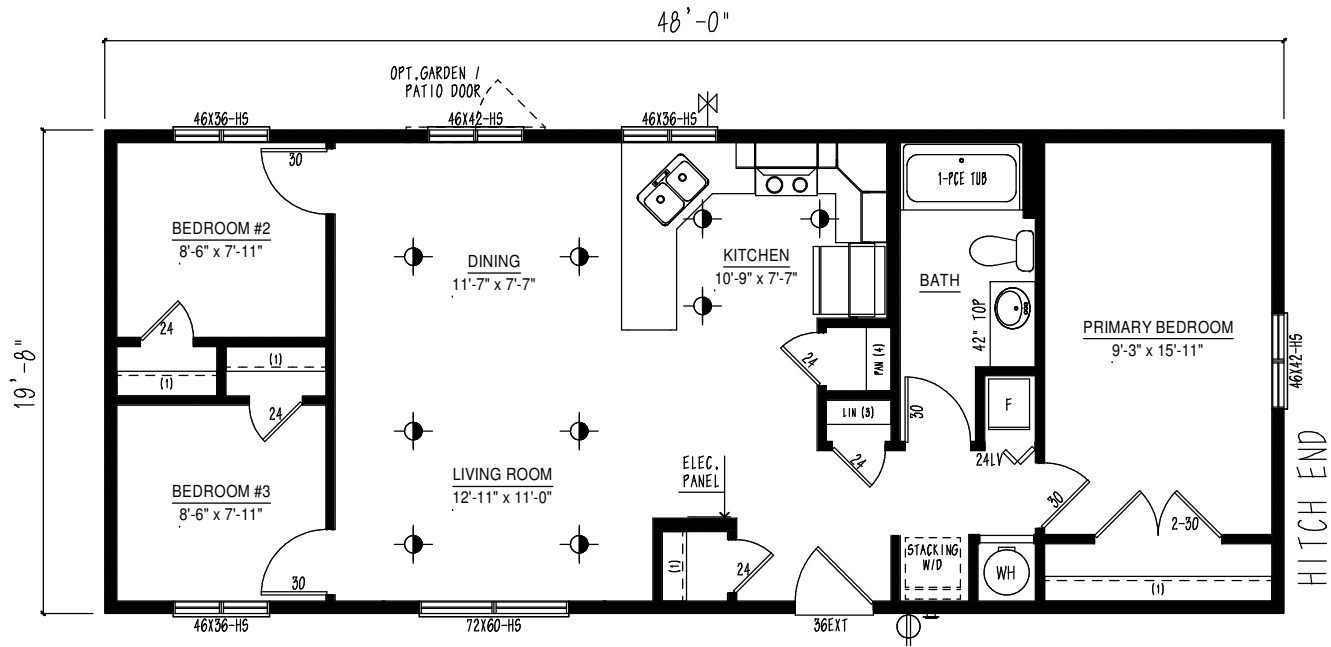 48'-0"
OPT.GARDEN /
PATIO DOOR
46X36-HS
46X42-HS
46X36-HS
30
1-PCE TUB
BEDROOM #2
8'-6" x 7'-11"
DINING
11'-7" x 7'-7"
KITCHEN
10'-9" x 7'-7"
BATH
42" TOP
PRIMARY BEDROOM
9'-3" x 15'-11"
46X42-HS
19'-8"
24
(1)
(1)
24
24
PAN (4)
LIN (3)
24
30
F
24LV
30
ELEC.
PANEL
BEDROOM #3
8'-6" x 7'-11"
LIVING ROOM
12'-11" x 11'-0"
HITCH END
2-30
STACKING
W/D
WH
(1)
(1)
24
30
46X36-HS
72X60-HS
36EXT